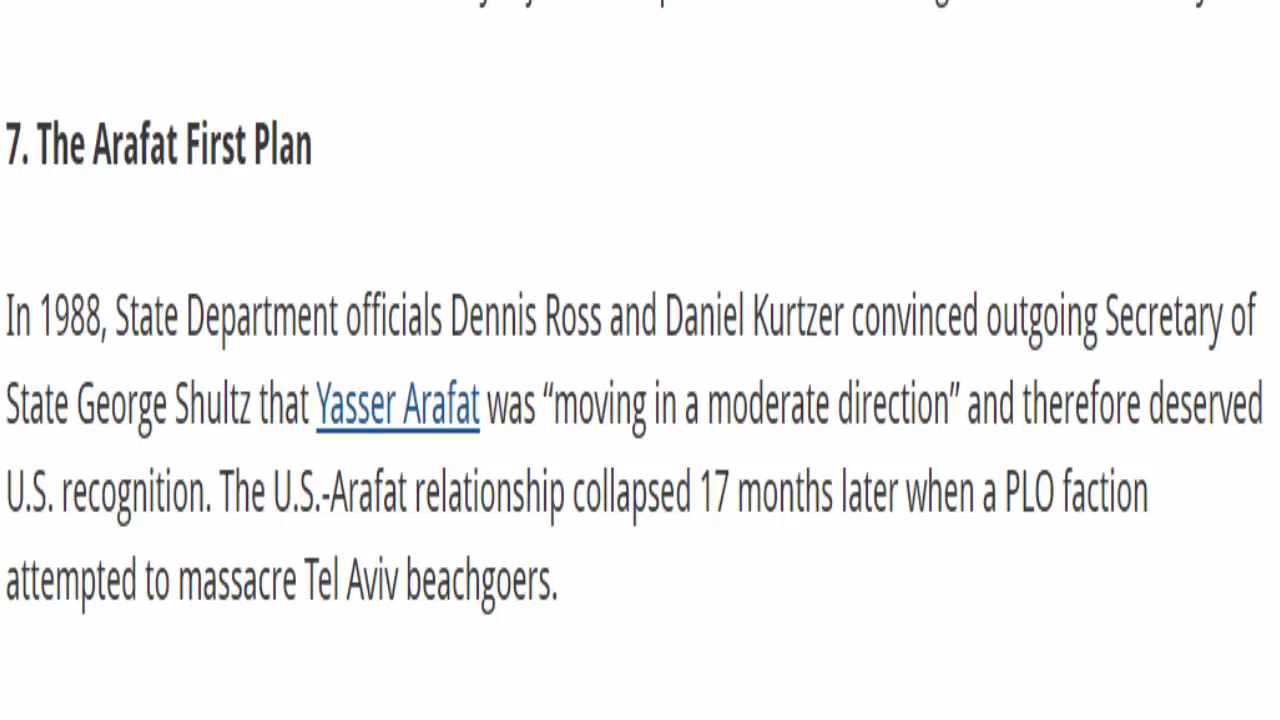 7. The Arafat First Plan
In 1988, State Department officials Dennis Ross and Daniel Kurtzer convinced outgoing Secretary of
State George Shultz that Yasser Arafat was “moving in a moderate direction” and therefore deserved
U.S. recognition. The U.S.-Arafat relationship collapsed 17 months later when a PLO faction
attempted to massacre Tel Aviv beachgoers.